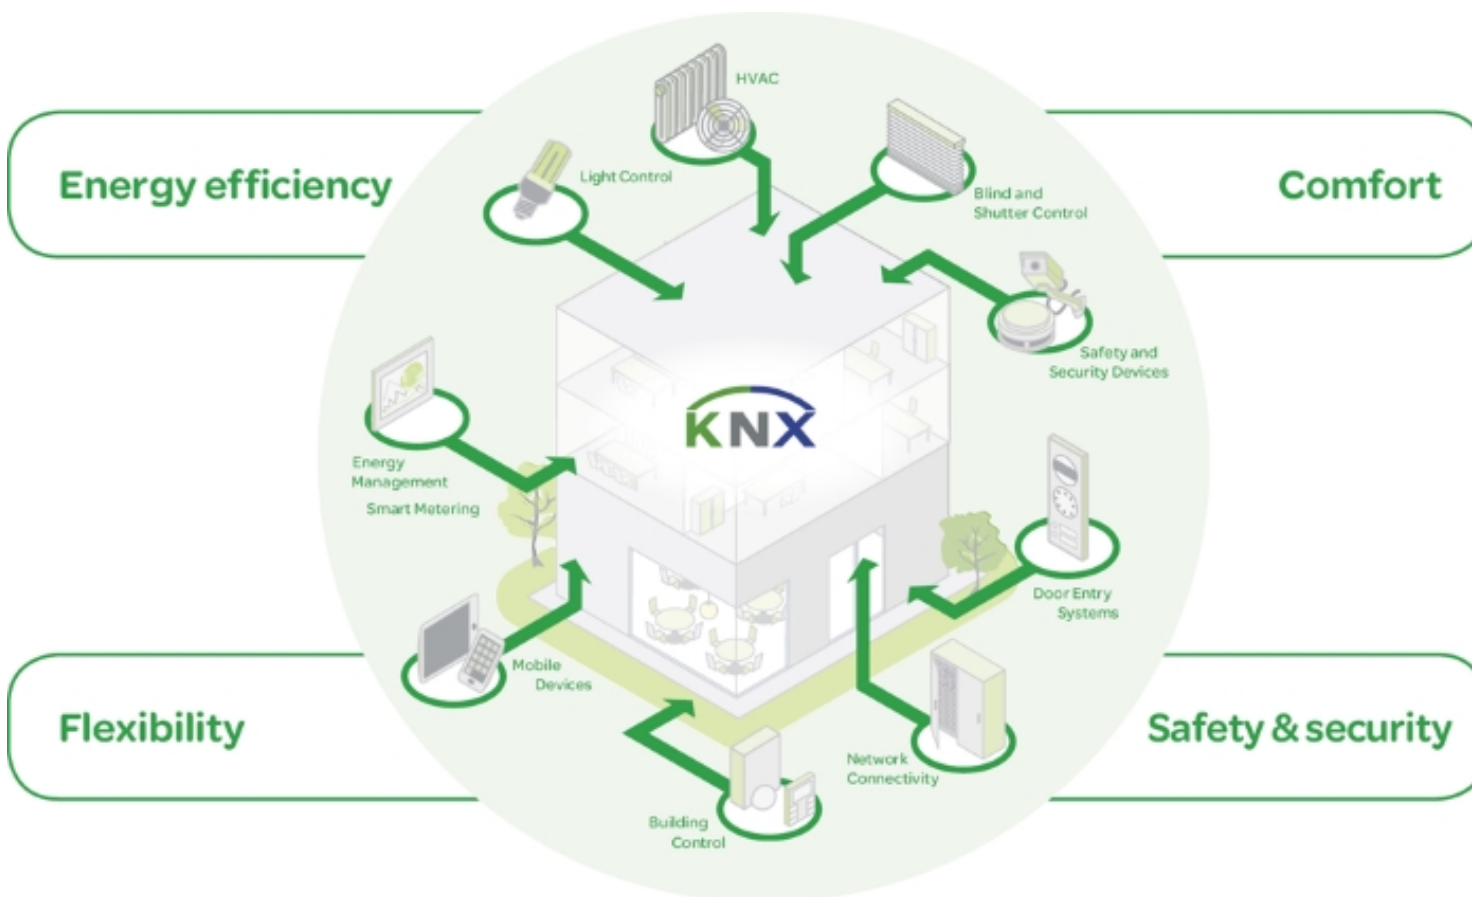 HVAC
Light Control
Blind and
Shutter Control
Energy efficiency
Comfort
Safety and
Security Devices
KNX
Energy
Management
Smart Metering
Door Entry
Systems
Mobile
Devices
Flexibility
Safety & security
Network
Connectivity
Building
Control